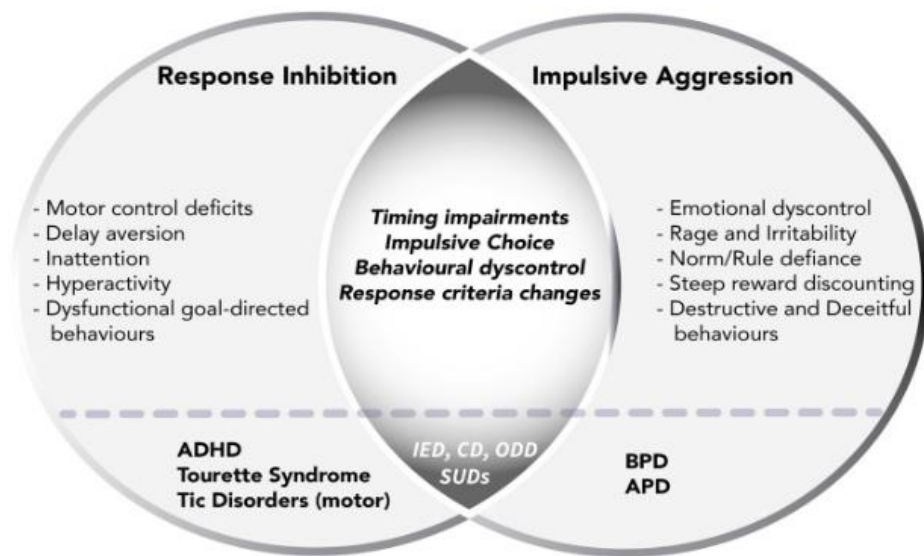 Response Inhibition
- Motor control deficits
- Delay aversion
- Inattention
- Hyperactivity
- Dysfunctional goal-directed
behaviours
ADHD
Tourette Syndrome
Tic Disorders (motor)
Timing impairments
Impulsive Choice
Behavioural dyscontrol
Response criteria changes
IED, CD, ODD
SUDs
Impulsive Aggression
- Emotional dyscontrol
- Rage and Irritability
- Norm/Rule defiance
- Steep reward discounting
- Destructive and Deceitful
behaviours
BPD
APD